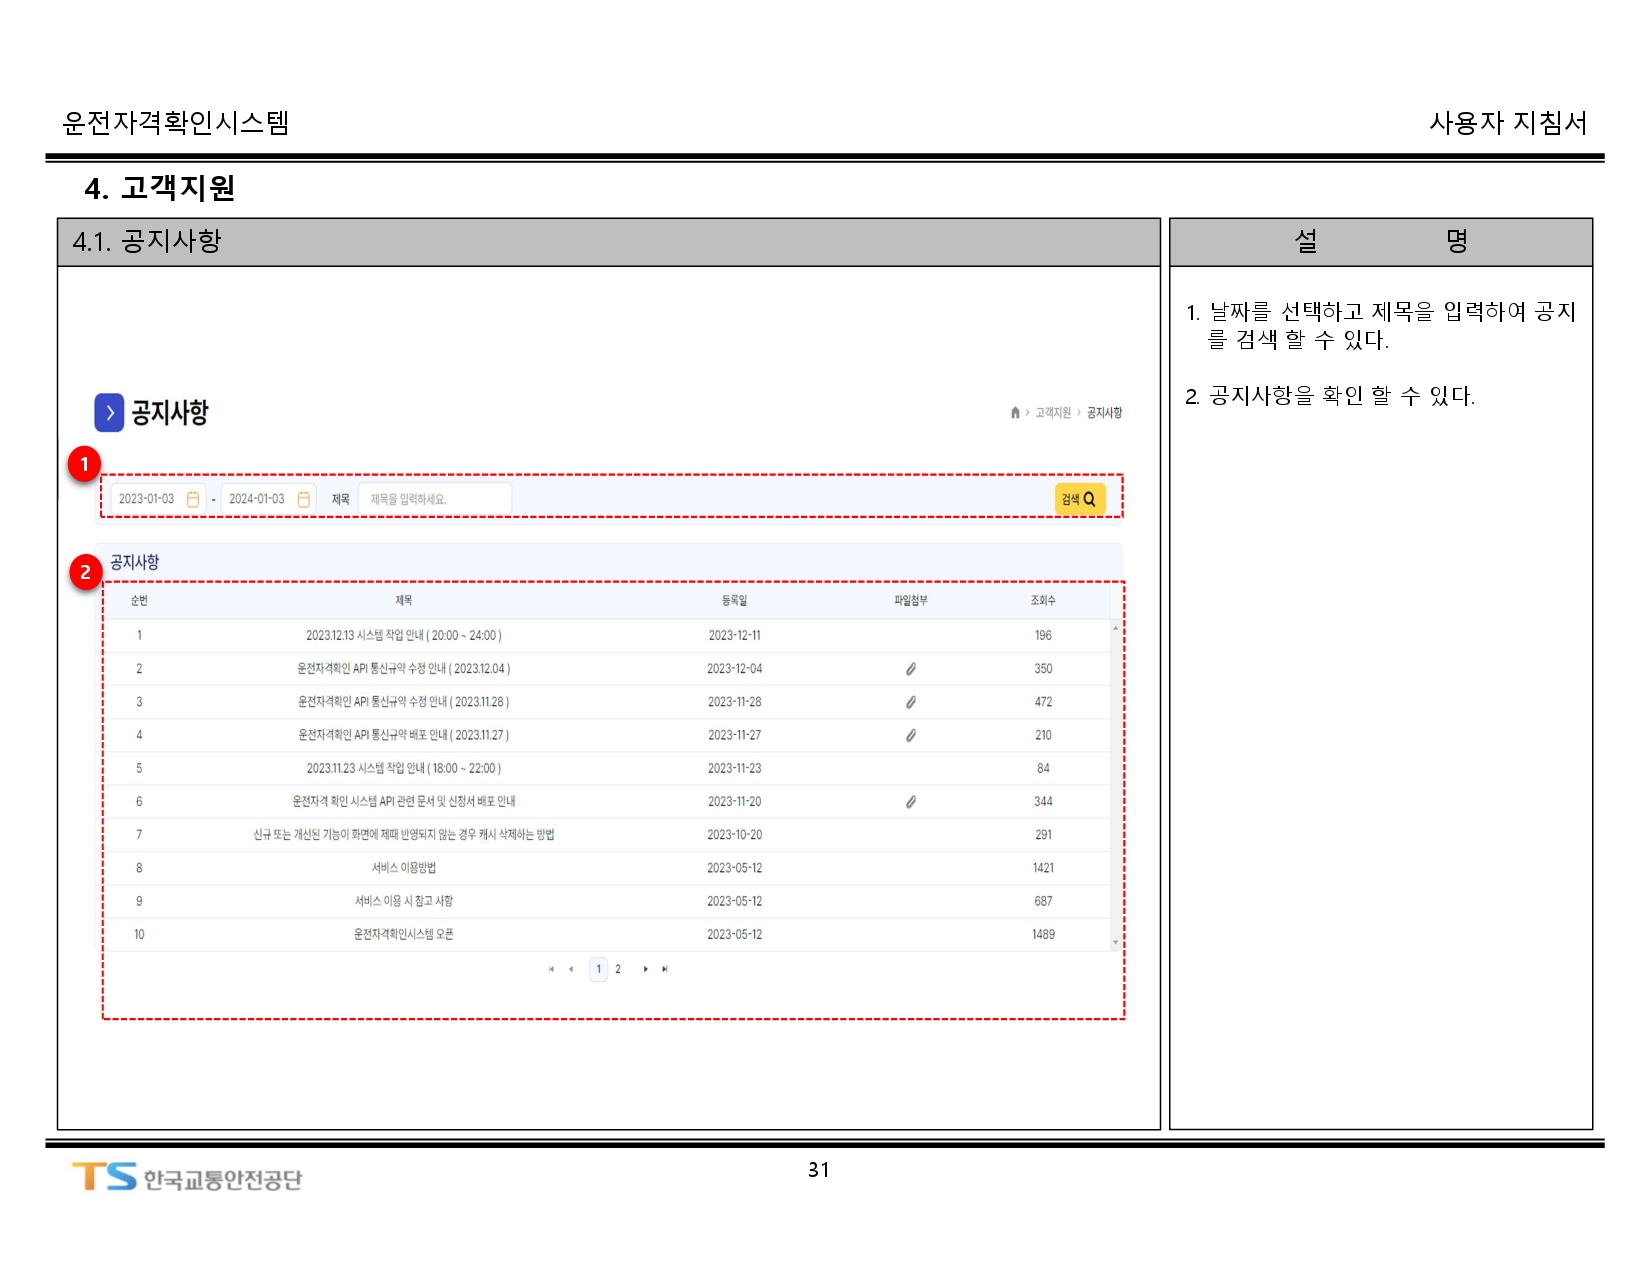 운전자격확인시스템 사용자 지침서
4. 고객지원
4.1. 공지사항
공지사항
고객지원 > 공지사항
1
2023-01-03 - 2024-01-03 제목 제목을 입력하세요. 검색
2
공지사항
순번 제목 등록일 파일첨부 조회수
1 2023.12.13 시스템 작업 안내 ( 20:00 ~ 24:00 ) 2023-12-11 196
2 운전자격확인 API 통신규약 수정 안내 ( 2023.12.04 ) 2023-12-04 350
3 운전자격확인 API 통신규약 수정 안내 ( 2023.11.28 ) 2023-11-28 472
4 운전자격확인 API 통신규약 배포 안내 ( 2023.11.27 ) 2023-11-27 210
5 2023.11.23 시스템 작업 안내 ( 18:00 ~ 22:00 ) 2023-11-23 84
6 운전자격 확인 시스템 API 관련 문서 및 신청서 배포 안내 2023-11-20 344
7 신규 또는 개선된 기능이 화면에 제때 반영되지 않는 경우 캐시 삭제하는 방법 2023-10-20 291
8 서비스 이용방법 2023-05-12 1421
9 서비스 이용 시 참고 사항 2023-05-12 687
10 운전자격확인시스템 오픈 2023-05-12 1489
1 2
설 명
1. 날짜를 선택하고 제목을 입력하여 공지
를 검색 할 수 있다.
2. 공지사항을 확인 할 수 있다.
TS 한국교통안전공단
31